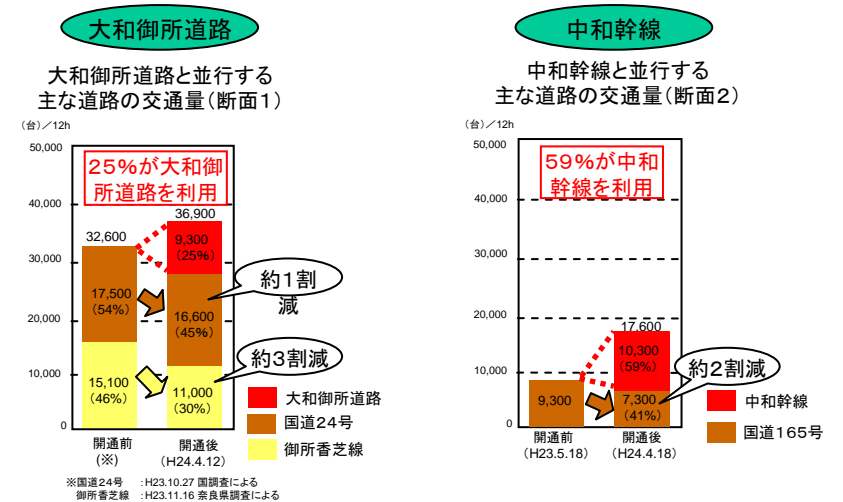 大和御所道路
大和御所道路と並行する
主な道路の交通量(断面1)
(台)/12h
50,000
40,000
30,000
20,000
10,000
0
25%が大和御
所道路を利用
32,600
17,500
(54%)
15,100
(46%)
36,900
9,300
(25%)
16,600
(45%)
11,000
(30%)
約1割
減
約3割減
大和御所道路
国道24号
御所香芝線
開通前
(※)
開通後
(H24.4.12)
※国道24号 :H23.10.27 国調査による
御所香芝線 :H23.11.16 奈良県調査による
中和幹線
中和幹線と並行する
主な道路の交通量(断面2)
(台)/12h
50,000
40,000
30,000
20,000
10,000
0
59%が中和
幹線を利用
9,300
17,600
10,300
(59%)
7,300
(41%)
約2割減
中和幹線
国道165号
開通前
(H23.5.18)
開通後
(H24.4.18)